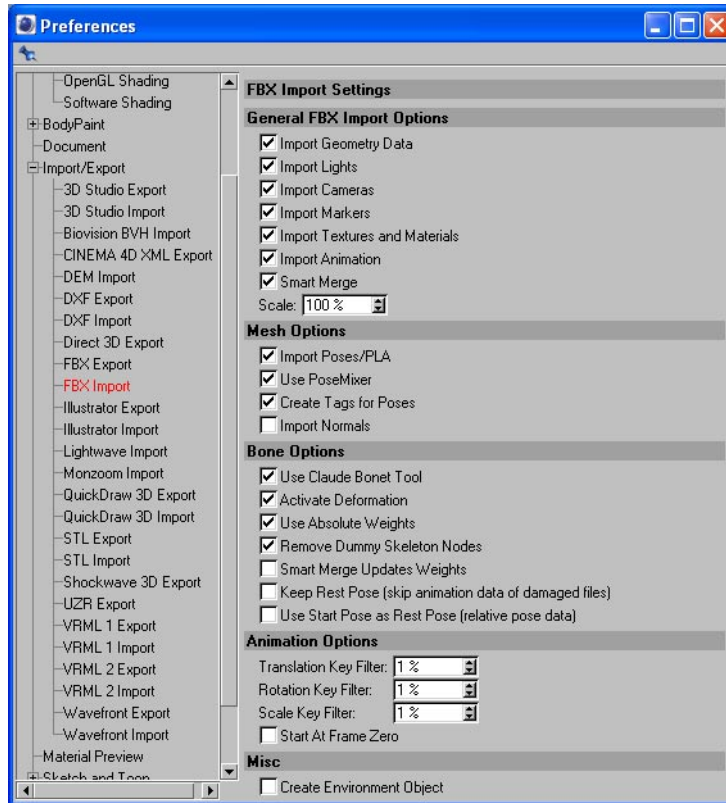 Preferences
OpenGL Shading
Software Shading
BodyPaint
Document
Import/Export
3D Studio Export
3D Studio Import
Biovision BVH Import
CINEMA 4D XML Export
DEM Import
DXF Export
DXF Import
Direct 3D Export
FBX Export
FBX Import
Illustrator Export
Illustrator Import
Lightwave Import
Monzoom Import
QuickDraw 3D Export
QuickDraw 3D Import
STL Export
STL Import
Shockwave 3D Export
UZR Export
VRML 1 Export
VRML 1 Import
VRML 2 Export
VRML 2 Import
Wavefront Export
Wavefront Import
Material Preview
Sketch and Toon
FBX Import Settings
General FBX Import Options
Import Geometry Data
Import Lights
Import Cameras
Import Markers
Import Textures and Materials
Import Animation
Smart Merge
Scale: 100 %
Mesh Options
Import Poses/PLA
Use PoseMixer
Create Tags for Poses
Import Normals
Bone Options
Use Claude Bonet Tool
Activate Deformation
Use Absolute Weights
Remove Dummy Skeleton Nodes
Smart Merge Updates Weights
Keep Rest Pose (skip animation data of damaged files)
Use Start Pose as Rest Pose (relative pose data)
Animation Options
Translation Key Filter: 1 %
Rotation Key Filter: 1 %
Scale Key Filter: 1 %
Start At Frame Zero
Misc
Create Environment Object